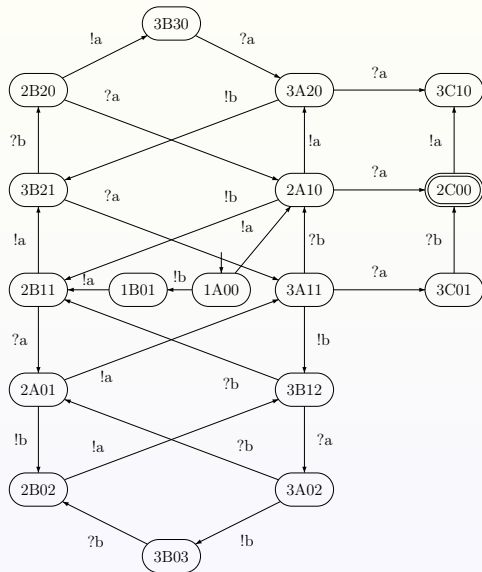 3B30
!a ?a
2B20 3A20 ?a 3C10
?a !b
?b !a !a
3B21 2A10 ?a 2C00
?a !b !a
!a ?b ?b
2B11 !a 1B01 !b 1A00 3A11 ?a 3C01
?a !b
2A01 !a ?b 3B12
!b !a ?b ?a
2B02 3A02
?b !b
3B03